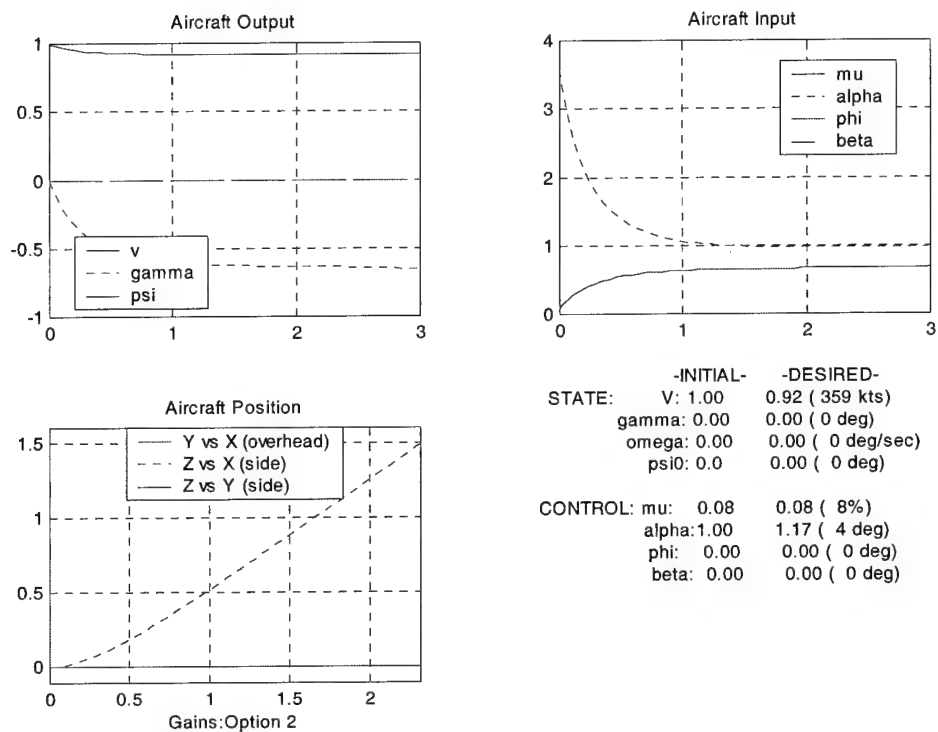 Aircraft Output
1
0.5
0
-0.5
-1
v
gamma
psi
0 1 2 3
Aircraft Input
4
3
2
1
0
mu
alpha
phi
beta
0 1 2 3
Aircraft Position
1.5
1
0.5
0
Y vs X (overhead)
Z vs X (side)
Z vs Y (side)
0 0.5 1 1.5 2
Gains:Option 2
-INITIAL- -DESIRED-
STATE: V: 1.00 0.92 ( 359 kts)
gamma: 0.00 0.00 ( 0 deg)
omega: 0.00 0.00 ( 0 deg/sec)
psi0: 0.0 0.00 ( 0 deg)
CONTROL: mu: 0.08 0.08 ( 8%)
alpha: 1.00 1.17 ( 4 deg)
phi: 0.00 0.00 ( 0 deg)
beta: 0.00 0.00 ( 0 deg)